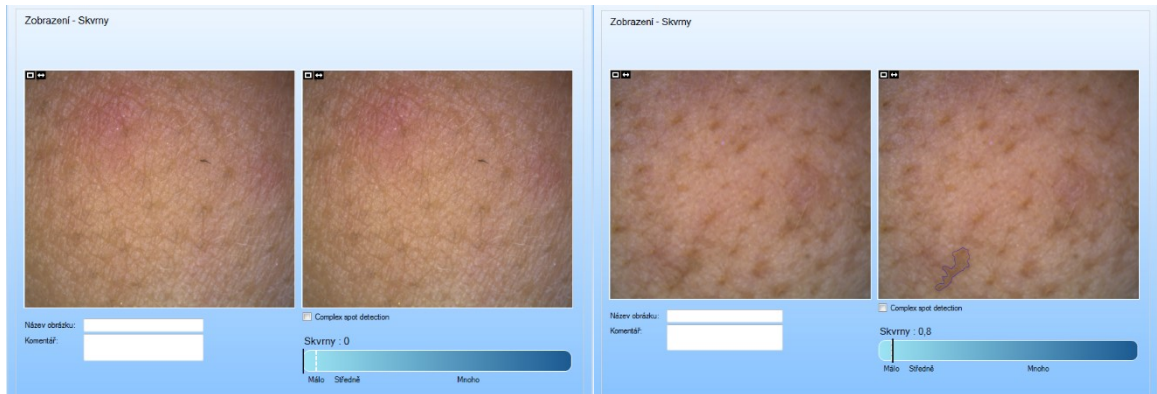 Zobrazení - Skvrny
Název obrázku:
Komentář:
Complex spot detection
Skvrny : 0
Málo Středně Mnoho
Zobrazení - Skvrny
Název obrázku:
Komentář:
Complex spot detection
Skvrny : 0,8
Málo Středně Mnoho